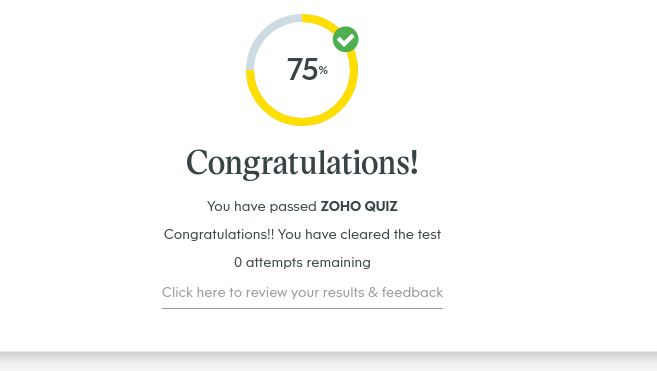 75%
Congratulations!
You have passed ZOHO QUIZ
Congratulations!! You have cleared the test
0 attempts remaining
Click here to review your results & feedback